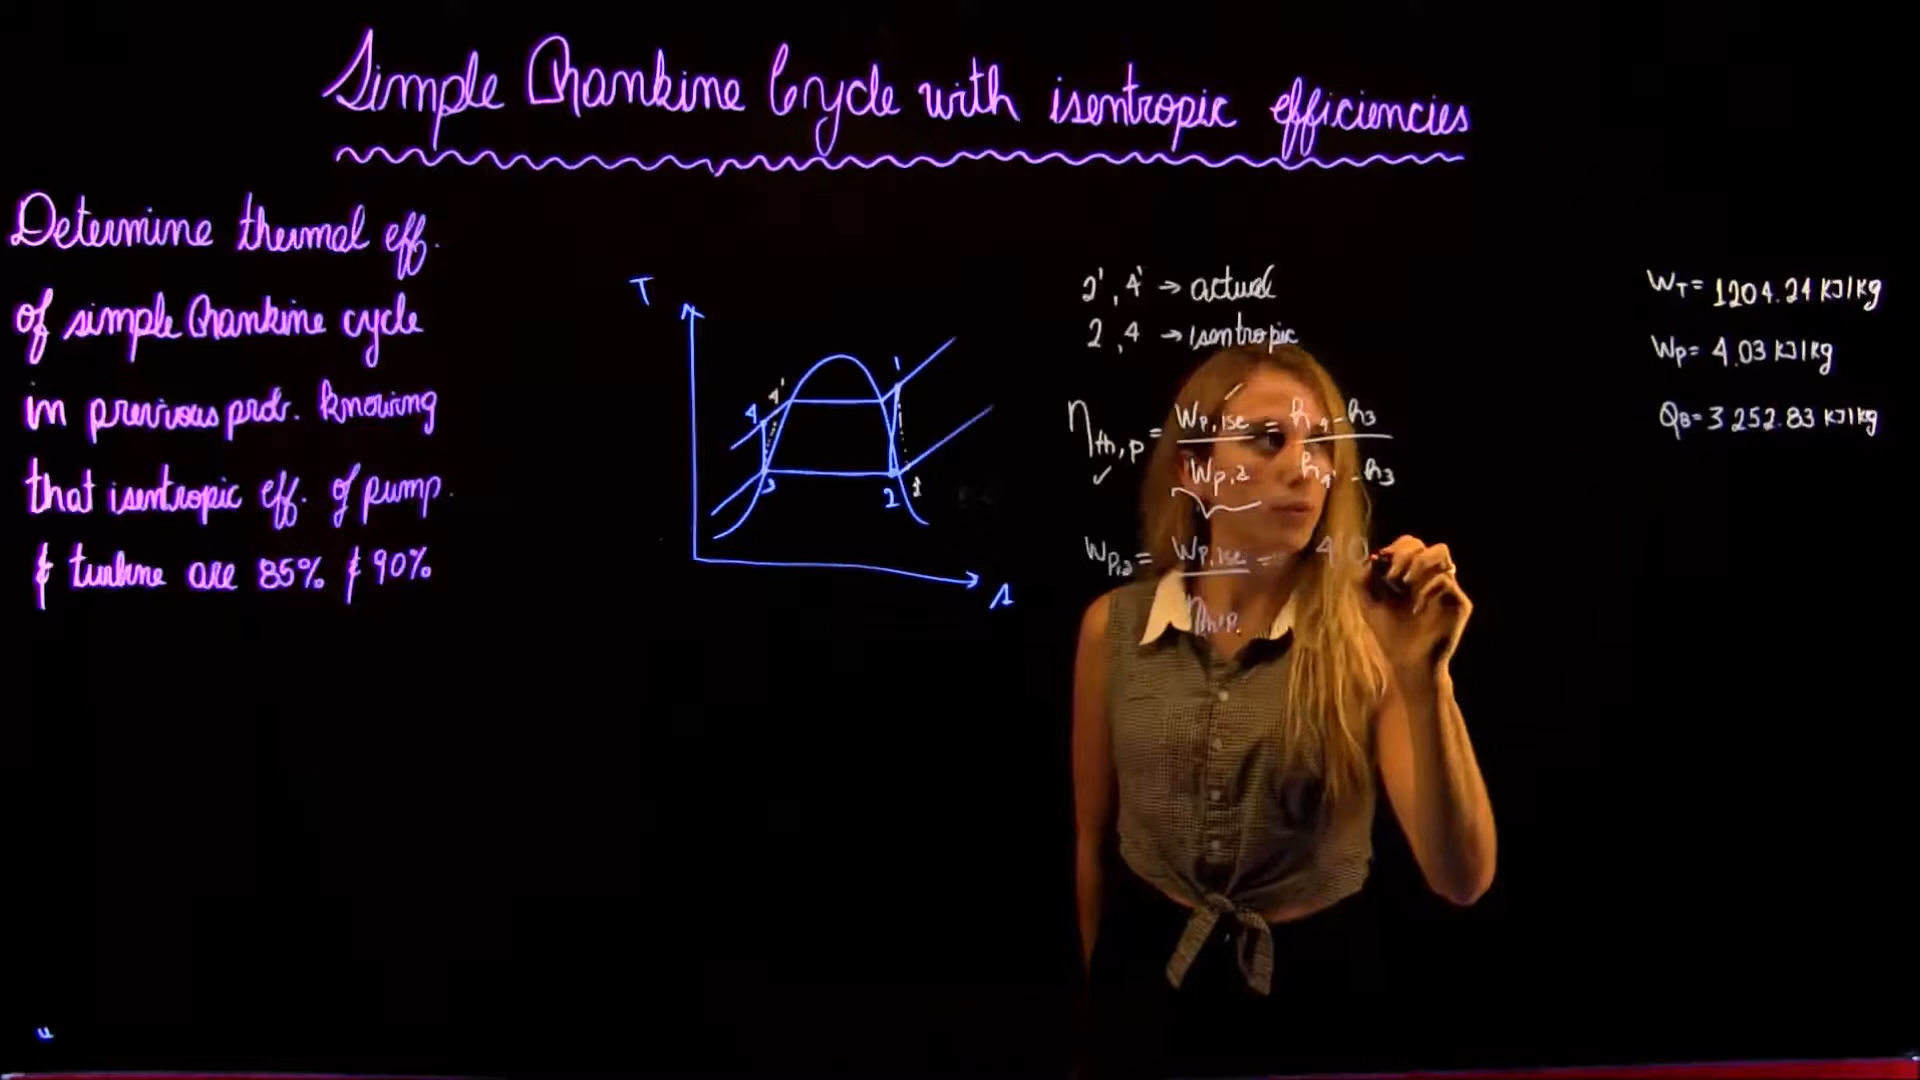 Simple Rankine Cycle with isentropic efficiencies
Determine thermal eff.
of simple Rankine cycle
in previous prob. knowing
that isentropic eff. of pump
& turbine are 85% & 90%
T
1
4'
4
3
2
s
2', 4' → actual
2, 4 → isentropic
η th,p = Wp,ise / Wp,a = h4 - h3 / h4' - h3
Wp,a = Wp,ise / ηth,p. = 4.0
WT = 1204.24 KJ/Kg
Wp = 4.03 KJ/Kg
QB = 3252.83 KJ/Kg